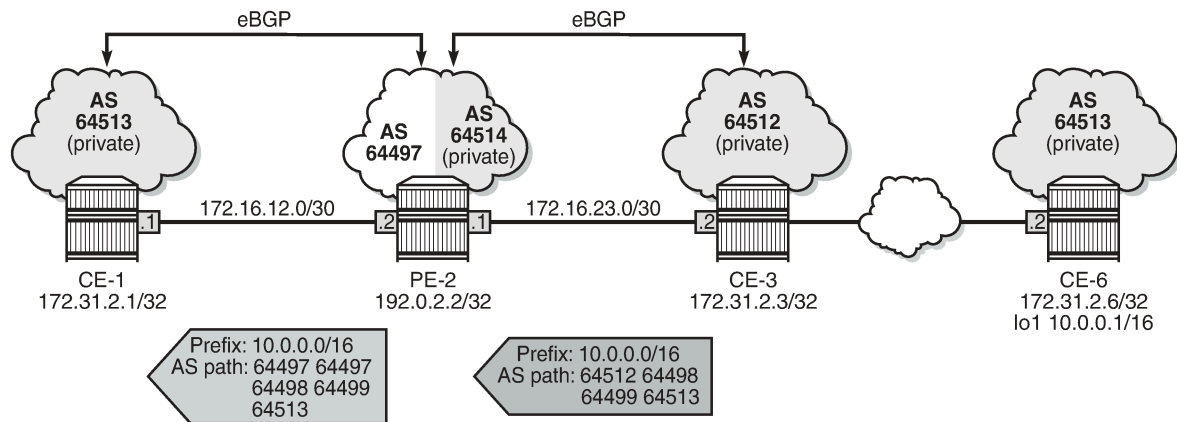 eBGP
eBGP
AS
64513
(private)
AS
64497
AS
64514
(private)
AS
64512
(private)
AS
64513
(private)
172.16.12.0/30
172.16.23.0/30
.1
.2
.1
.2
.2
CE-1
172.31.2.1/32
PE-2
192.0.2.2/32
CE-3
172.31.2.3/32
CE-6
172.31.2.6/32
lo1 10.0.0.1/16
Prefix: 10.0.0.0/16
AS path: 64497 64497
64498 64499
64513
Prefix: 10.0.0.0/16
AS path: 64512 64498
64499 64513